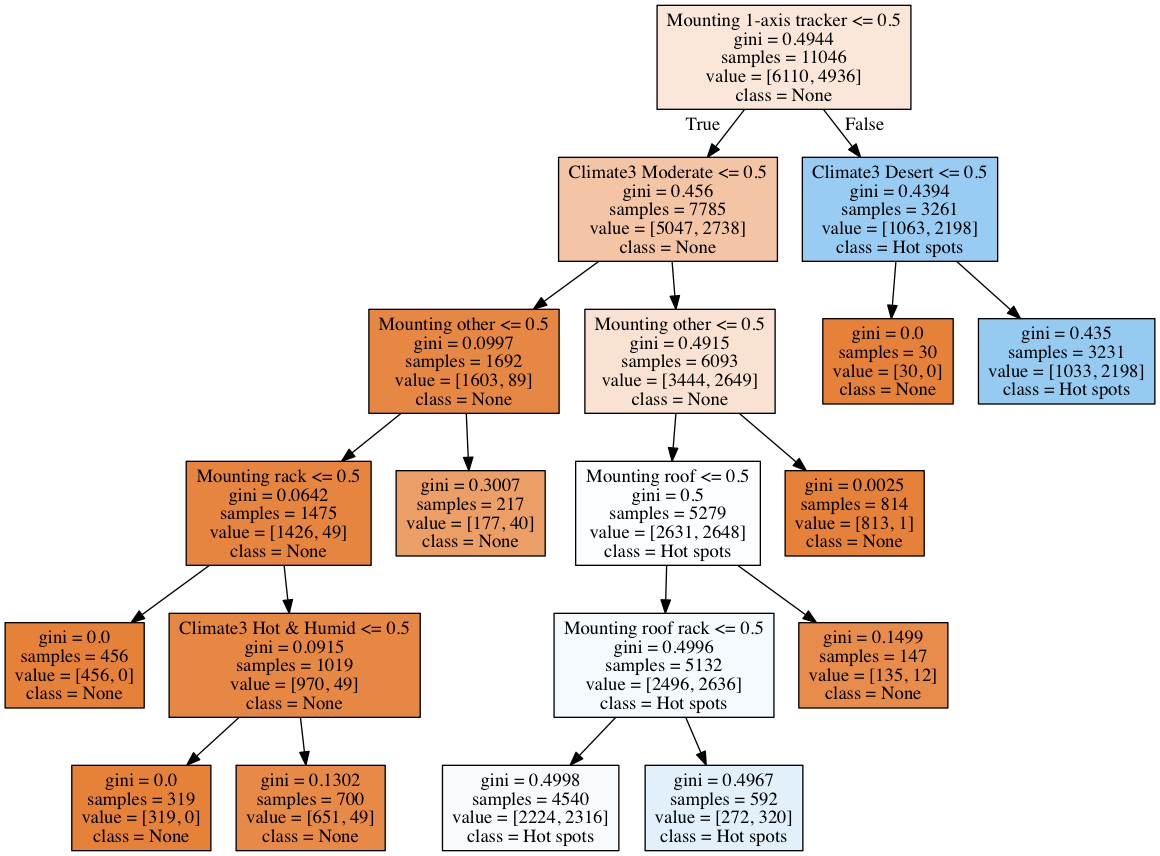 Mounting 1-axis tracker <= 0.5
gini = 0.4944
samples = 11046
value = [6110, 4936]
class = None
True
False
Climate3 Moderate <= 0.5
gini = 0.456
samples = 7785
value = [5047, 2738]
class = None
Climate3 Desert <= 0.5
gini = 0.4394
samples = 3261
value = [1063, 2198]
class = Hot spots
Mounting other <= 0.5
gini = 0.0997
samples = 1692
value = [1603, 89]
class = None
Mounting other <= 0.5
gini = 0.4915
samples = 6093
value = [3444, 2649]
class = None
gini = 0.0
samples = 30
value = [30, 0]
class = None
gini = 0.435
samples = 3231
value = [1033, 2198]
class = Hot spots
Mounting rack <= 0.5
gini = 0.0642
samples = 1475
value = [1426, 49]
class = None
gini = 0.3007
samples = 217
value = [177, 40]
class = None
Mounting roof <= 0.5
gini = 0.5
samples = 5279
value = [2631, 2648]
class = Hot spots
gini = 0.0025
samples = 814
value = [813, 1]
class = None
gini = 0.0
samples = 456
value = [456, 0]
class = None
Climate3 Hot & Humid <= 0.5
gini = 0.0915
samples = 1019
value = [970, 49]
class = None
Mounting roof rack <= 0.5
gini = 0.4996
samples = 5132
value = [2496, 2636]
class = Hot spots
gini = 0.1499
samples = 147
value = [135, 12]
class = None
gini = 0.0
samples = 319
value = [319, 0]
class = None
gini = 0.1302
samples = 700
value = [651, 49]
class = None
gini = 0.4998
samples = 4540
value = [2224, 2316]
class = Hot spots
gini = 0.4967
samples = 592
value = [272, 320]
class = Hot spots